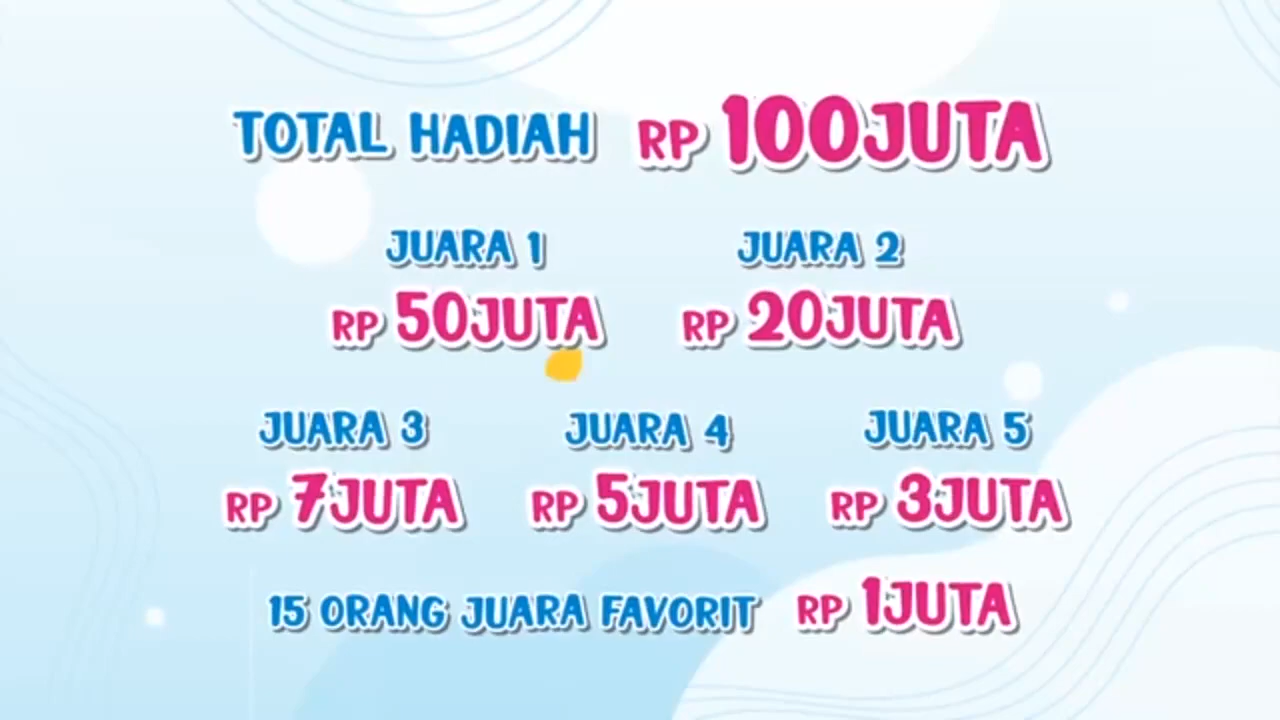 TOTAL HADIAH RP 100JUTA
JUARA 1
RP 50JUTA
JUARA 2
RP 20JUTA
JUARA 3
RP 7JUTA
JUARA 4
RP 5JUTA
JUARA 5
RP 3JUTA
15 ORANG JUARA FAVORIT RP 1JUTA